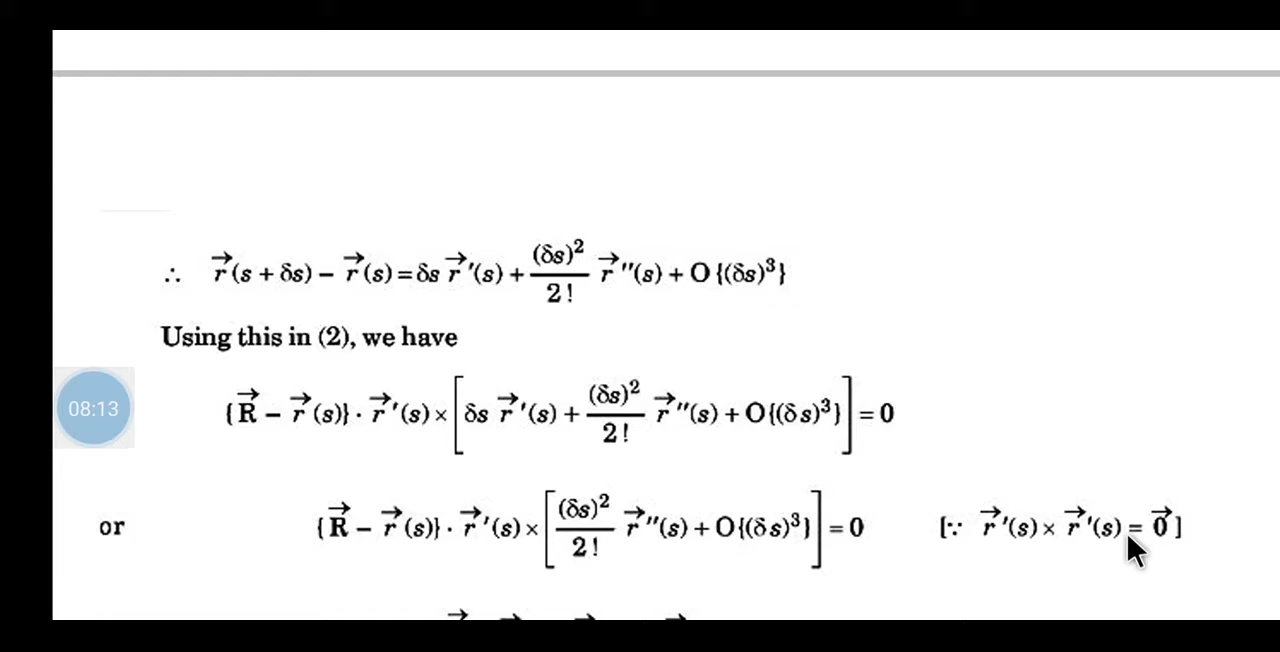 ∴ r⃗(s + δs) − r⃗(s) = δs r⃗′(s) + (δs)²/2! r⃗″(s) + O{(δs)³}
Using this in (2), we have
{R⃗ − r⃗(s)} · r⃗′(s) × [δs r⃗′(s) + (δs)²/2! r⃗″(s) + O{(δs)³}] = 0
08:13
or {R⃗ − r⃗(s)} · r⃗′(s) × [(δs)²/2! r⃗″(s) + O{(δs)³}] = 0 [∵ r⃗′(s) × r⃗′(s) = 0⃗]